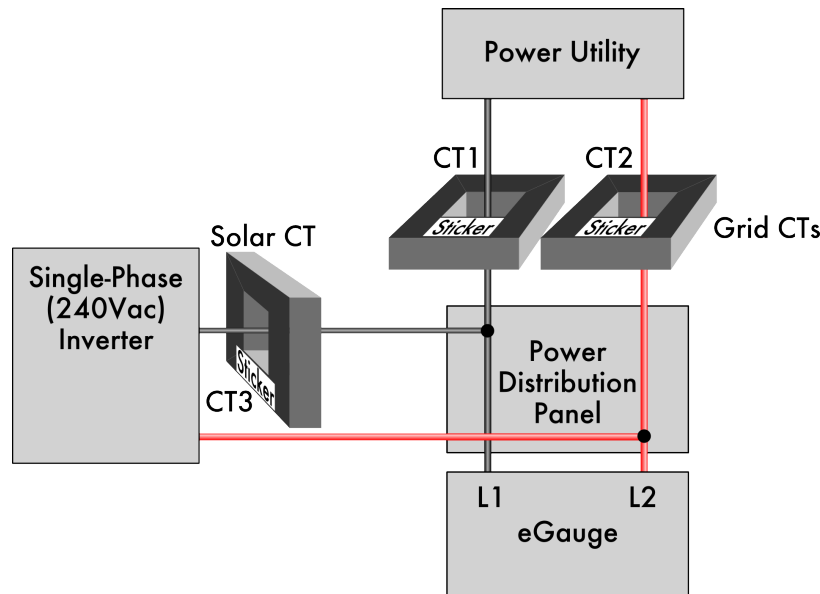 Power Utility
CT1
CT2
Sticker
Sticker
Grid CTs
Solar CT
Single-Phase
(240Vac)
Inverter
Sticker
CT3
Power
Distribution
Panel
L1
L2
eGauge